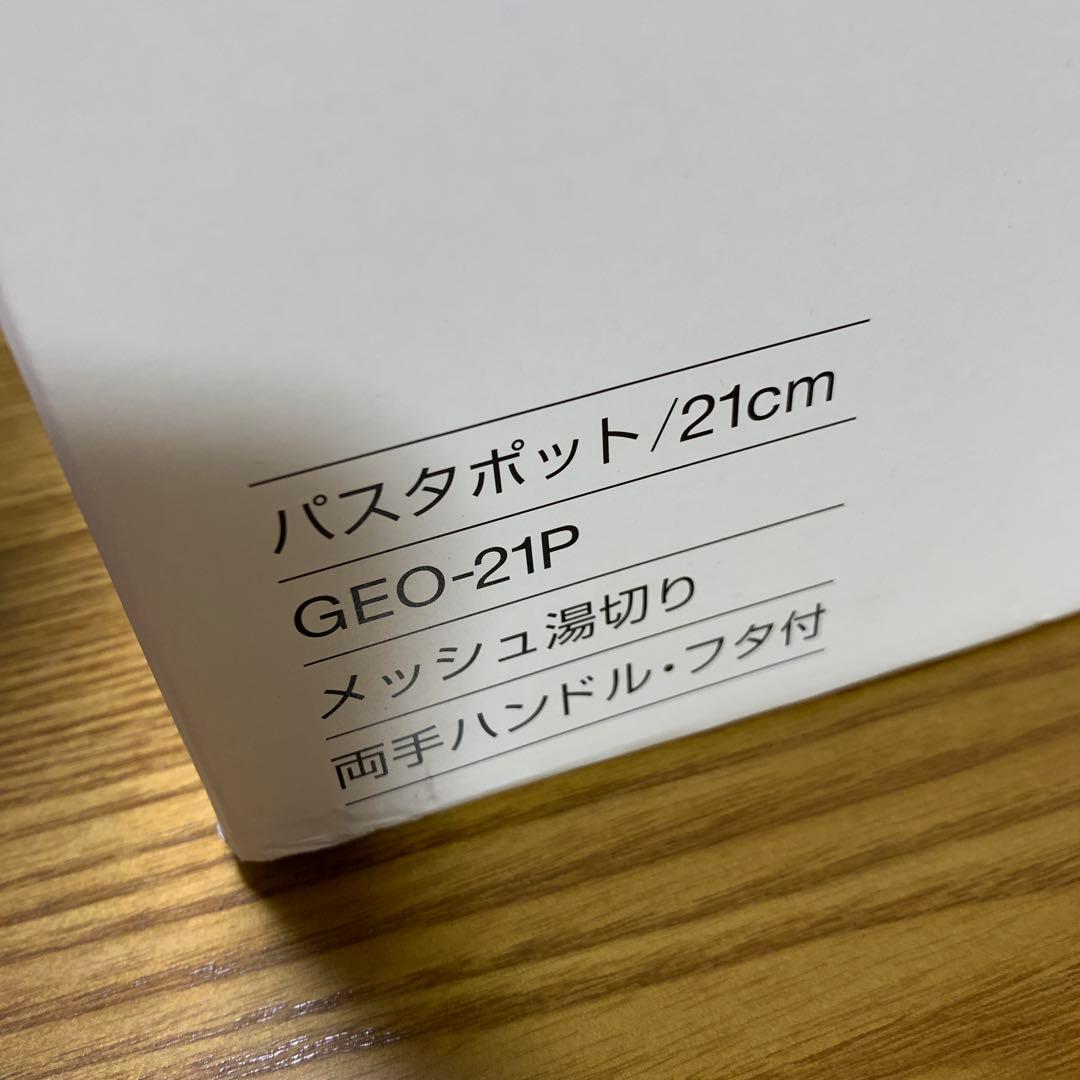 パスタポット/21cm
GEO-21P
メッシュ湯切り
両手ハンドル・フタ付